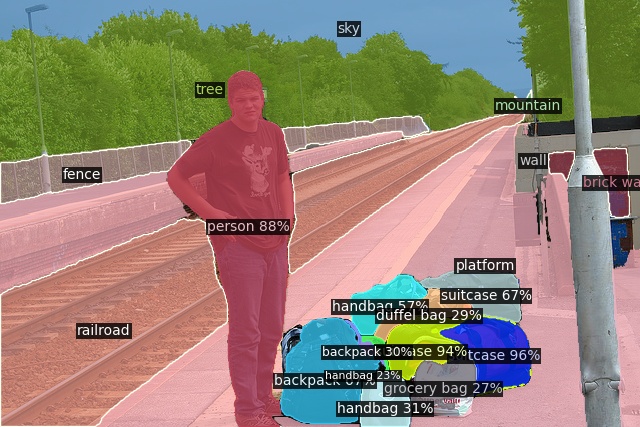 sky
tree
mountain
wall
fence
brick wa
person 88%
platform
suitcase 67%
handbag 57%
duffel bag 29%
railroad
backpack 30%
ase 94%
tcase 96%
handbag 23%
backpack 67%
grocery bag 27%
handbag 31%